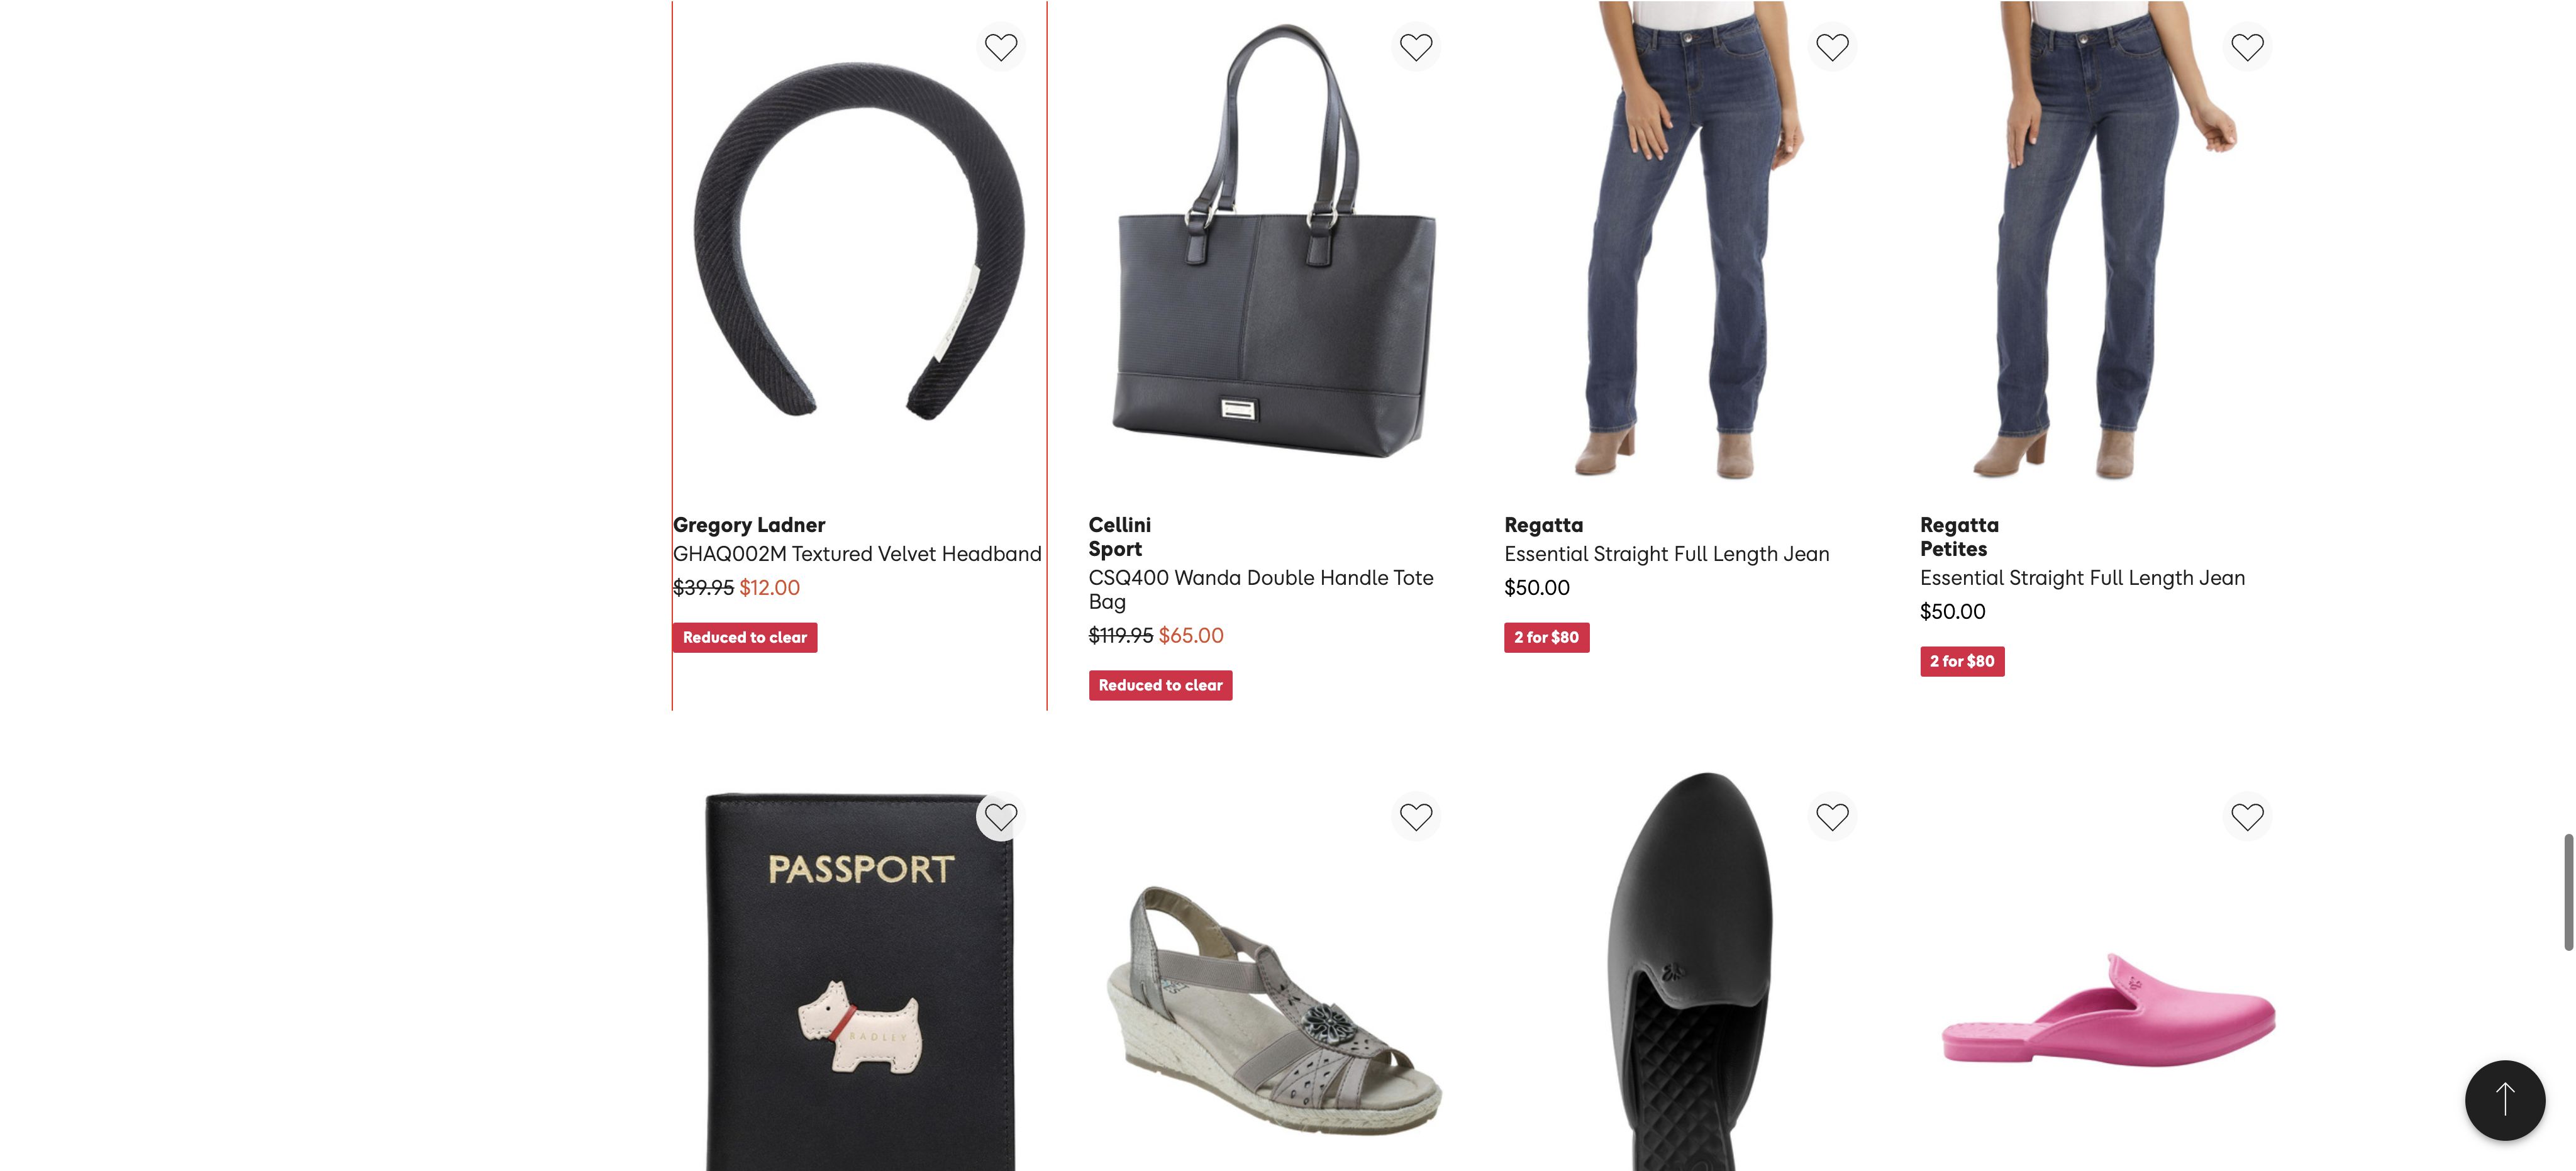 Gregory Ladner
GHAQ002M Textured Velvet Headband
$39.95 $12.00
Reduced to clear
Cellini
Sport
CSQ400 Wanda Double Handle Tote
Bag
$119.95 $65.00
Reduced to clear
Regatta
Essential Straight Full Length Jean
$50.00
2 for $80
Regatta
Petites
Essential Straight Full Length Jean
$50.00
2 for $80
PASSPORT
RADLEY